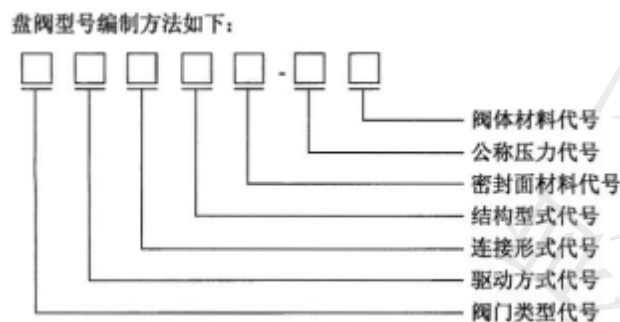 盘阀型号编制方法如下：
-
阀体材料代号
公称压力代号
密封面材料代号
结构型式代号
连接形式代号
驱动方式代号
阀门类型代号